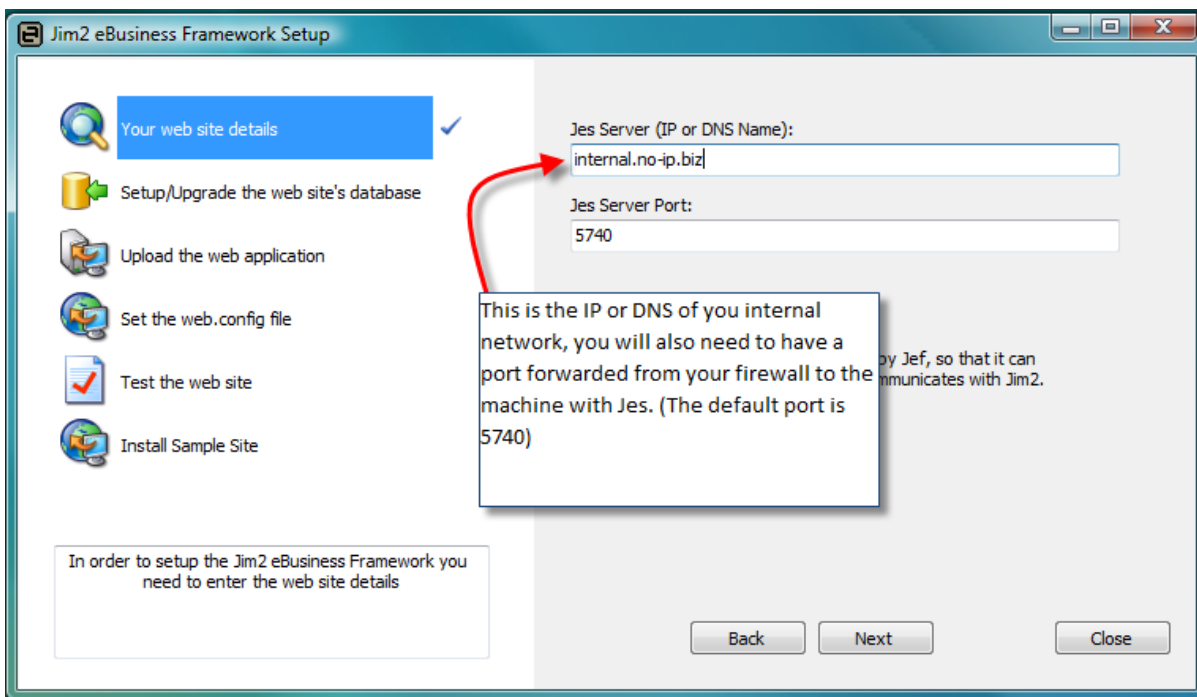 Jim2 eBusiness Framework Setup
Your web site details
Setup/Upgrade the web site's database
Upload the web application
Set the web.config file
Test the web site
Install Sample Site
In order to setup the Jim2 eBusiness Framework you
need to enter the web site details
Jes Server (IP or DNS Name):
internal.no-ip.biz
Jes Server Port:
5740
This is the IP or DNS of you internal
network, you will also need to have a
port forwarded from your firewall to the
machine with Jes. (The default port is
5740)
by Jef, so that it can
with Jim2.
Back Next Close